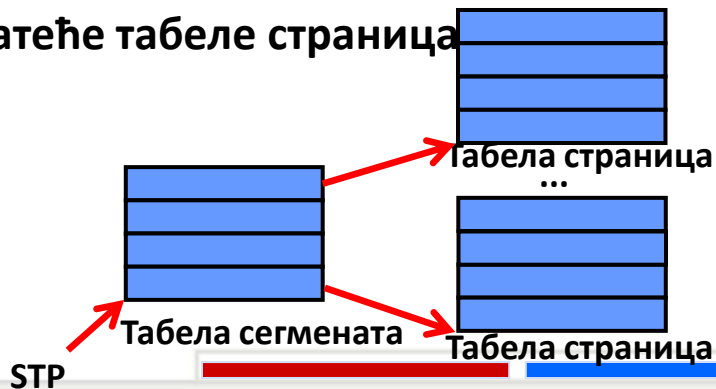 атеће табеле страница
Табела страница
...
Табела сегмената
Табела страница
STP